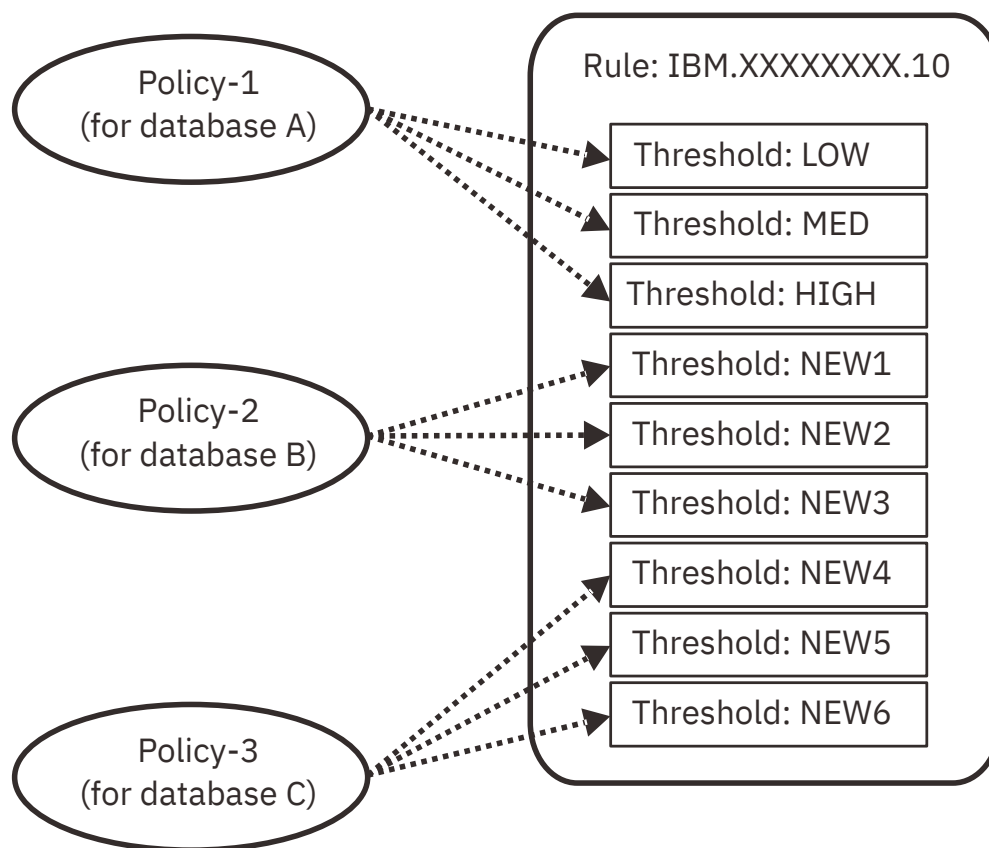 Policy-1
(for database A)
Policy-2
(for database B)
Policy-3
(for database C)
Rule: IBM.XXXXXXXX.10
Threshold: LOW
Threshold: MED
Threshold: HIGH
Threshold: NEW1
Threshold: NEW2
Threshold: NEW3
Threshold: NEW4
Threshold: NEW5
Threshold: NEW6